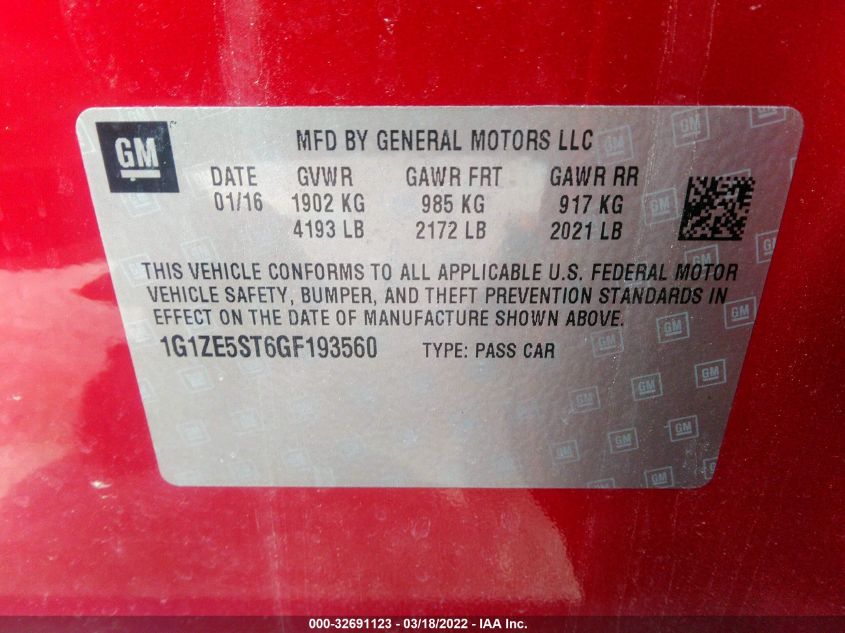 GM
MFD BY GENERAL MOTORS LLC
DATE GVWR GAWR FRT GAWR RR
01/16 1902 KG 985 KG 917 KG
4193 LB 2172 LB 2021 LB
THIS VEHICLE CONFORMS TO ALL APPLICABLE U.S. FEDERAL MOTOR
VEHICLE SAFETY, BUMPER, AND THEFT PREVENTION STANDARDS IN
EFFECT ON THE DATE OF MANUFACTURE SHOWN ABOVE.
1G1ZE5ST6GF193560 TYPE: PASS CAR
000-32691123 - 03/18/2022 - IAA Inc.